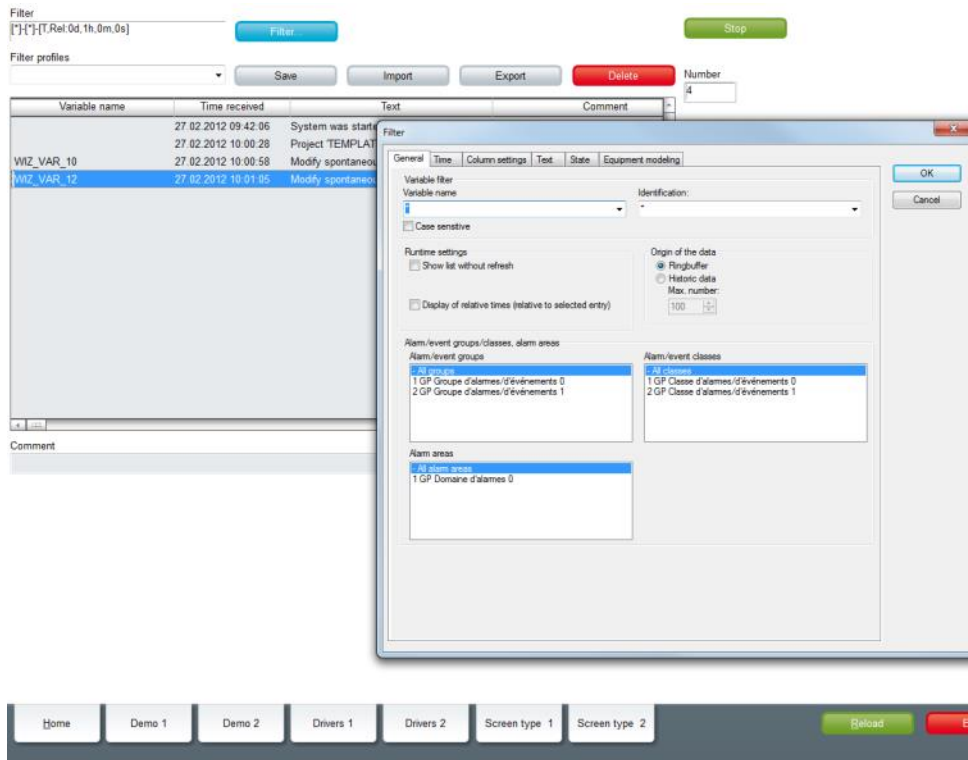 Filter
[*]-[*]-[T,Rel:0d,1h,0m,0s]
Filter...
Stop
Filter profiles
Save
Import
Export
Delete
Number
4
Variable name
Time received
Text
Comment
27.02.2012 09:42:06 System was starte
27.02.2012 10:00:28 Project 'TEMPLAT
WIZ_VAR_10 27.02.2012 10:00:58 Modify spontaneou
WIZ_VAR_12 27.02.2012 10:01:05 Modify spontaneou
Comment
Filter
General
Time
Column settings
Text
State
Equipment modeling
OK
Cancel
Variable filter
Variable name
Identification:
*
*
Case sensitive
Runtime settings
Show list without refresh
Display of relative times (relative to selected entry)
Origin of the data
Ringbuffer
Historic data
Max. number:
100
Alarm/event groups/classes, alarm areas
Alarm/event groups
- All groups
1 GP Groupe d'alarmes/d'événements 0
2 GP Groupe d'alarmes/d'événements 1
Alarm/event classes
- All classes
1 GP Classe d'alarmes/d'événements 0
2 GP Classe d'alarmes/d'événements 1
Alarm areas
- All alarm areas
1 GP Domaine d'alarmes 0
Home
Demo 1
Demo 2
Drivers 1
Drivers 2
Screen type 1
Screen type 2
Reload
E